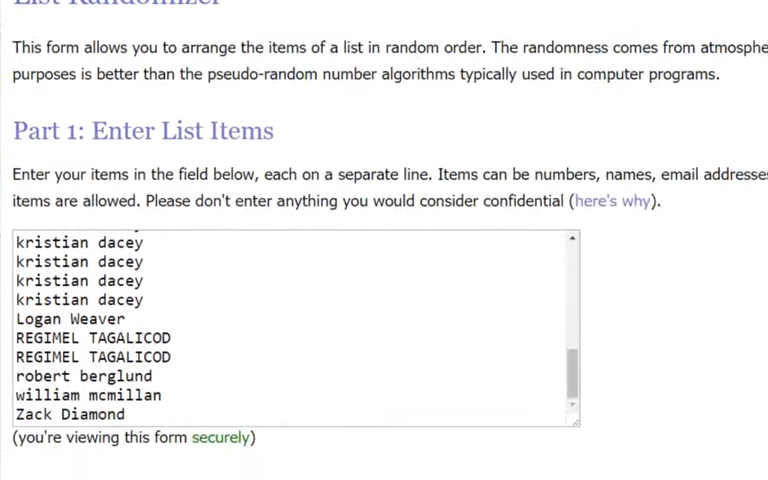 List Randomizer
This form allows you to arrange the items of a list in random order. The randomness comes from
purposes is better than the pseudo-random number algorithms typically used in computer programs.
Part 1: Enter List Items
Enter your items in the field below, each on a separate line. Items can be numbers, names, email
items are allowed. Please don't enter anything you would consider confidential (here's why).
kristian dacey
kristian dacey
kristian dacey
kristian dacey
Logan Weaver
REGIMEL TAGALICOD
REGIMEL TAGALICOD
robert berglund
william mcmillan
Zack Diamond
(you're viewing this form securely)